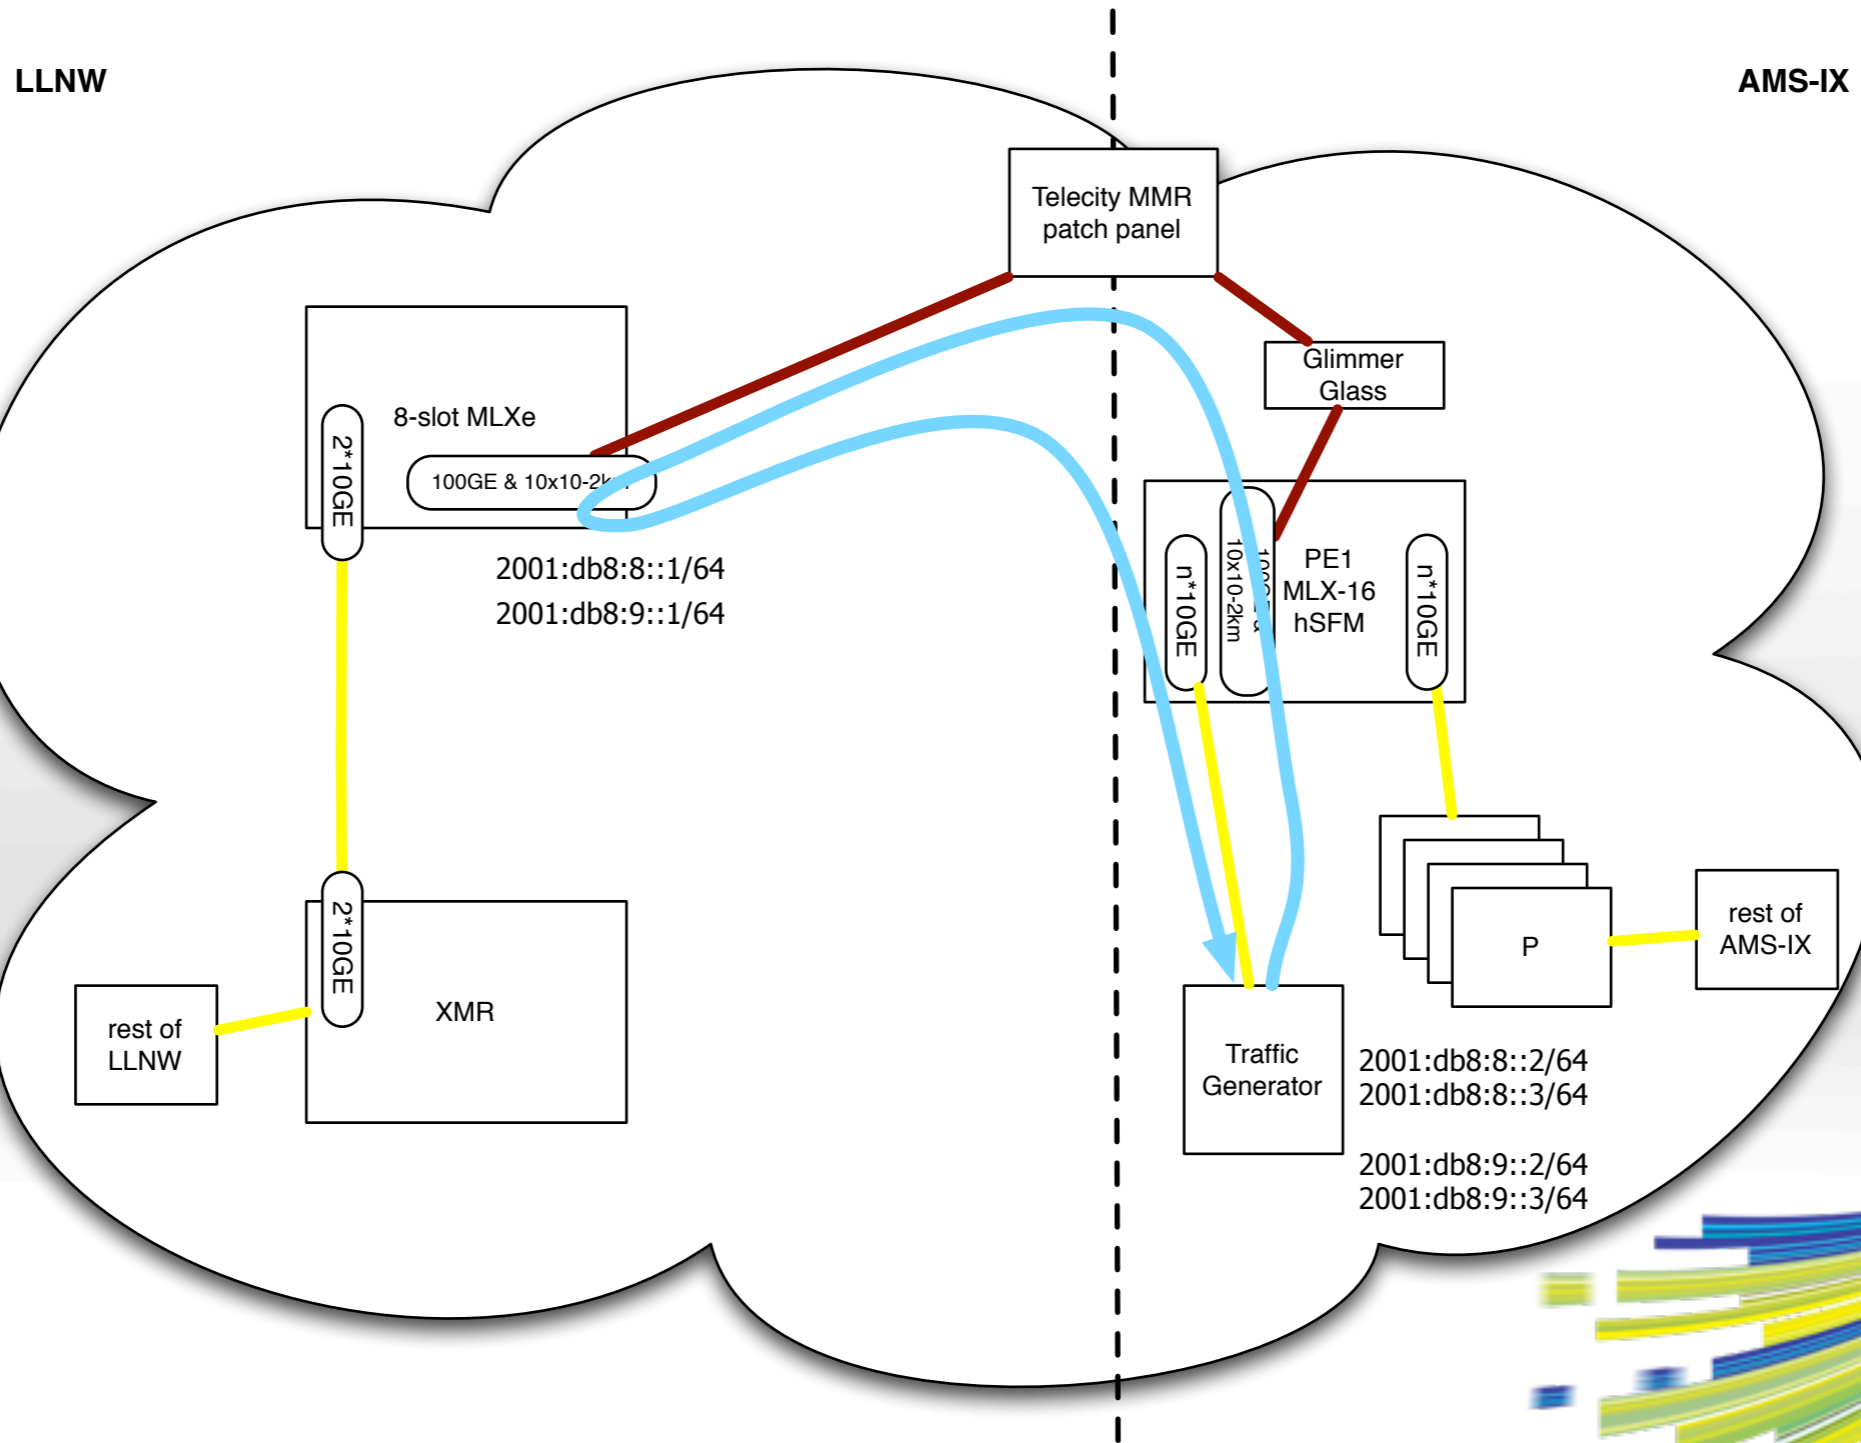 LLNW
AMS-IX
Telecity MMR
patch panel
Glimmer
Glass
8-slot MLXe
2*10GE
100GE & 10x10-2km
2001:db8:8::1/64
2001:db8:9::1/64
n*10GE
100GE &
10x10-2km
PE1
MLX-16
hSFM
n*10GE
2*10GE
XMR
rest of
LLNW
P
rest of
AMS-IX
Traffic
Generator
2001:db8:8::2/64
2001:db8:8::3/64
2001:db8:9::2/64
2001:db8:9::3/64